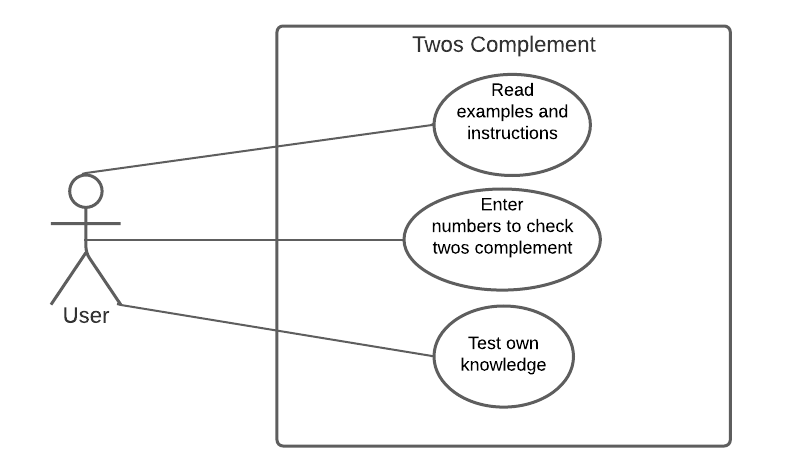 Twos Complement
Read
examples and
instructions
Enter
numbers to check
twos complement
User
Test own
knowledge